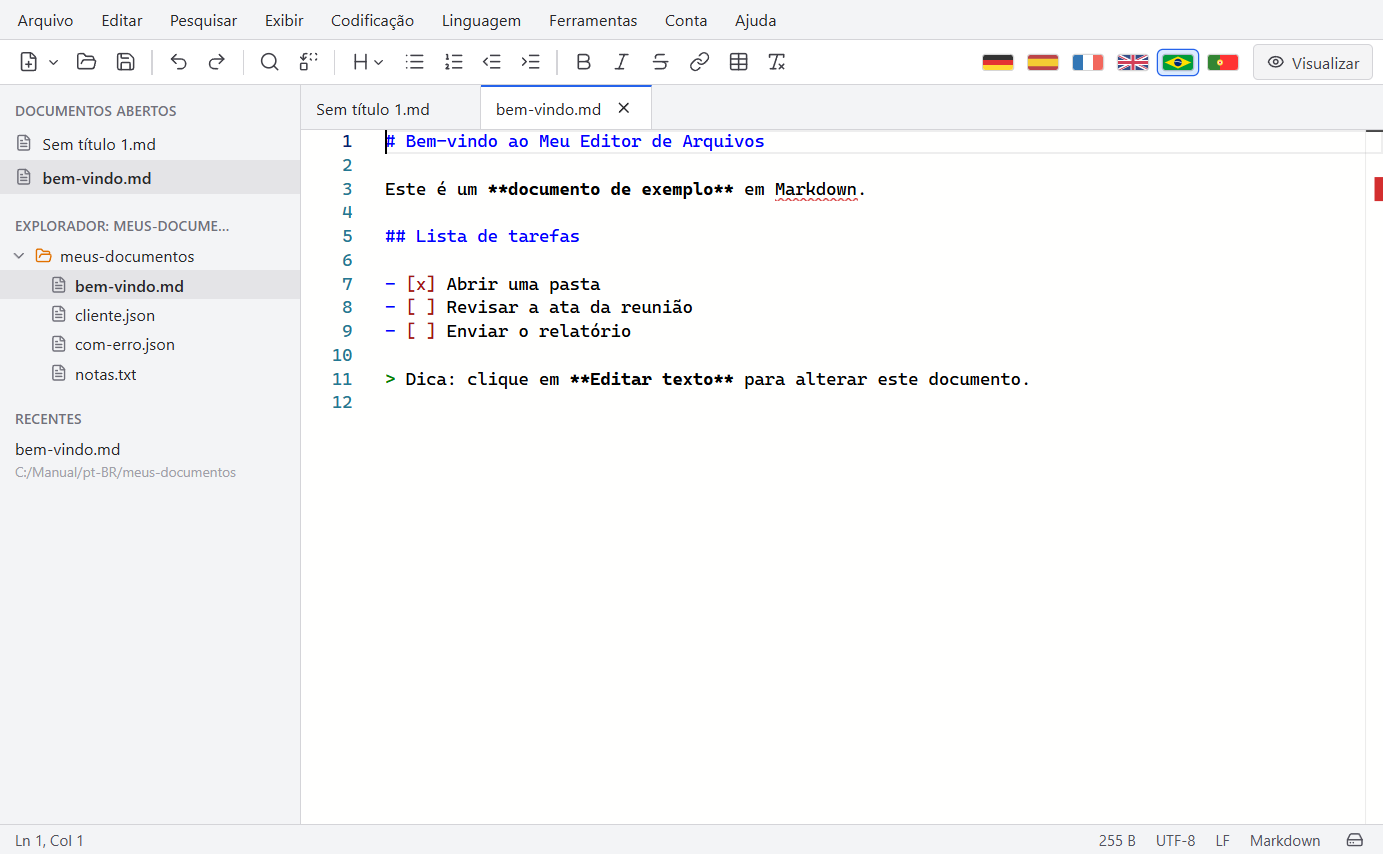 Arquivo Editar Pesquisar Exibir Codificação Linguagem Ferramentas Conta Ajuda
Visualizar
DOCUMENTOS ABERTOS
Sem título 1.md
bem-vindo.md
EXPLORADOR: MEUS-DOCUME...
meus-documentos
bem-vindo.md
cliente.json
com-erro.json
notas.txt
RECENTES
bem-vindo.md
C:/Manual/pt-BR/meus-documentos
Sem título 1.md bem-vindo.md
1 # Bem-vindo ao Meu Editor de Arquivos
2
3 Este é um **documento de exemplo** em Markdown.
4
5 ## Lista de tarefas
6
7 - [x] Abrir uma pasta
8 - [ ] Revisar a ata da reunião
9 - [ ] Enviar o relatório
10
11 > Dica: clique em **Editar texto** para alterar este documento.
12
Ln 1, Col 1 255 B UTF-8 LF Markdown